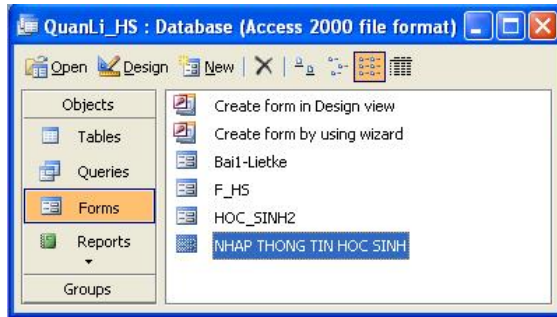 QuanLi_HS : Database (Access 2000 file format)
Open Design New
Objects
Tables
Queries
Forms
Reports
Groups
Create form in Design view
Create form by using wizard
Bai1-Lietke
F_HS
HOC_SINH2
NHAP THONG TIN HOC SINH